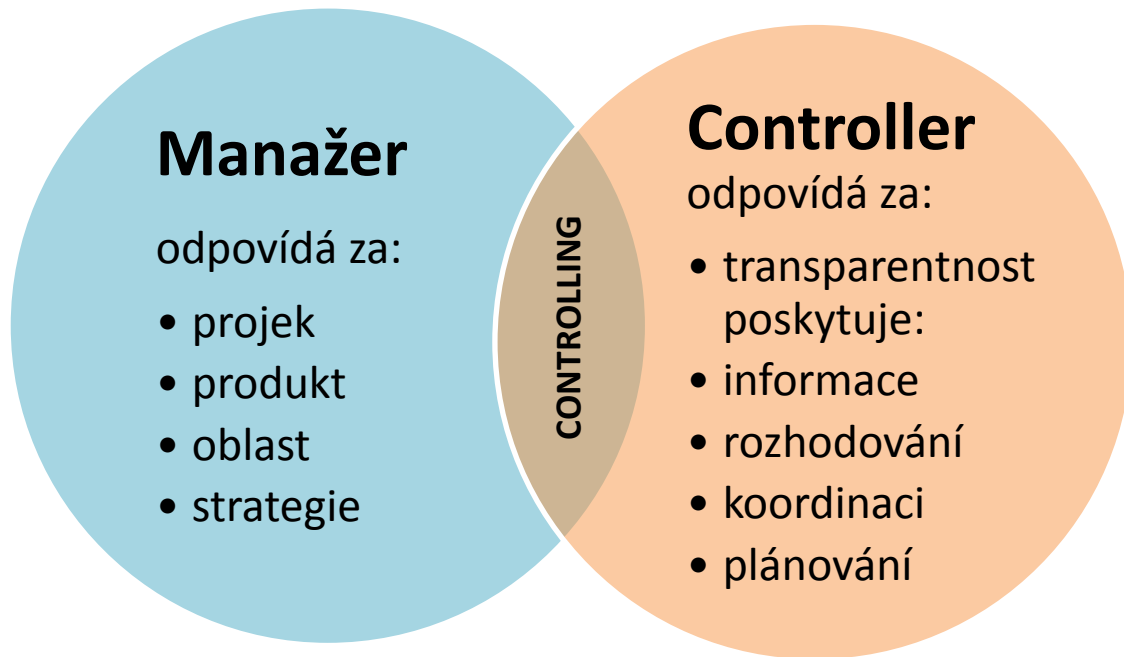 Manažer
odpovídá za:
• projek
• produkt
• oblast
• strategie
CONTROLLING
Controller
odpovídá za:
• transparentnost
poskytuje:
• informace
• rozhodování
• koordinaci
• plánování